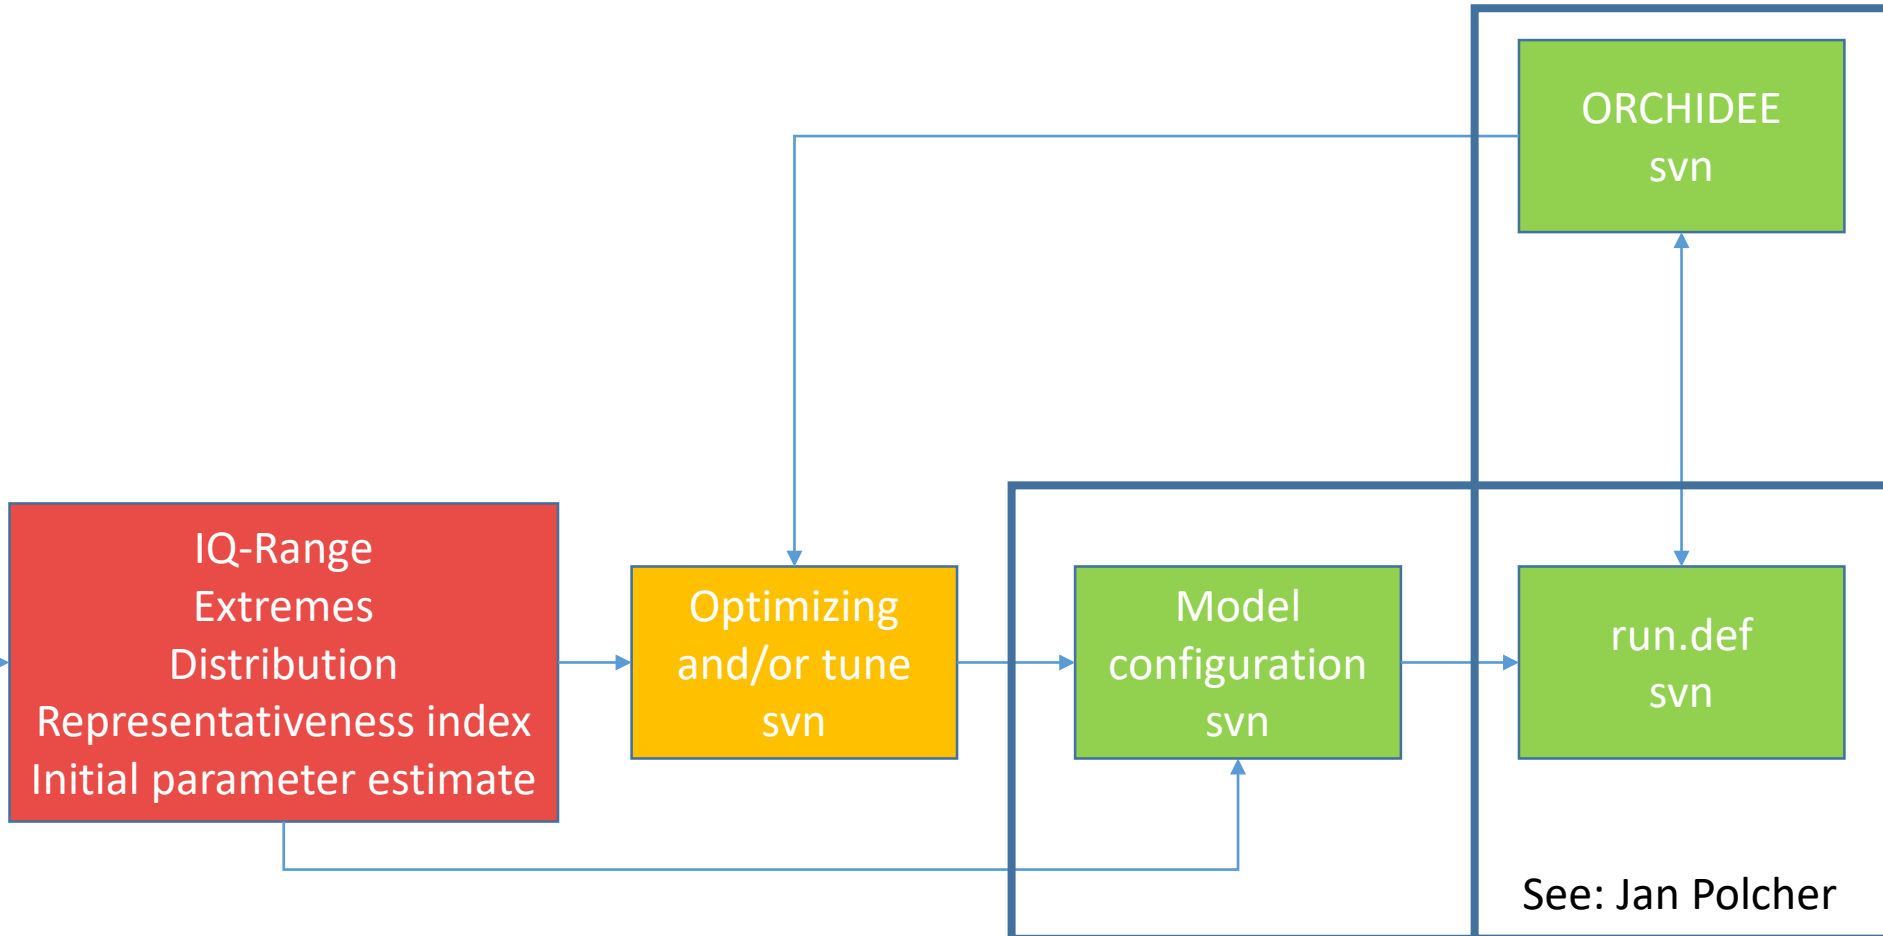 ORCHIDEE
svn
IQ-Range
Extremes
Distribution
Representativeness index
Initial parameter estimate
Optimizing
and/or tune
svn
Model
configuration
svn
run.def
svn
See: Jan Polcher